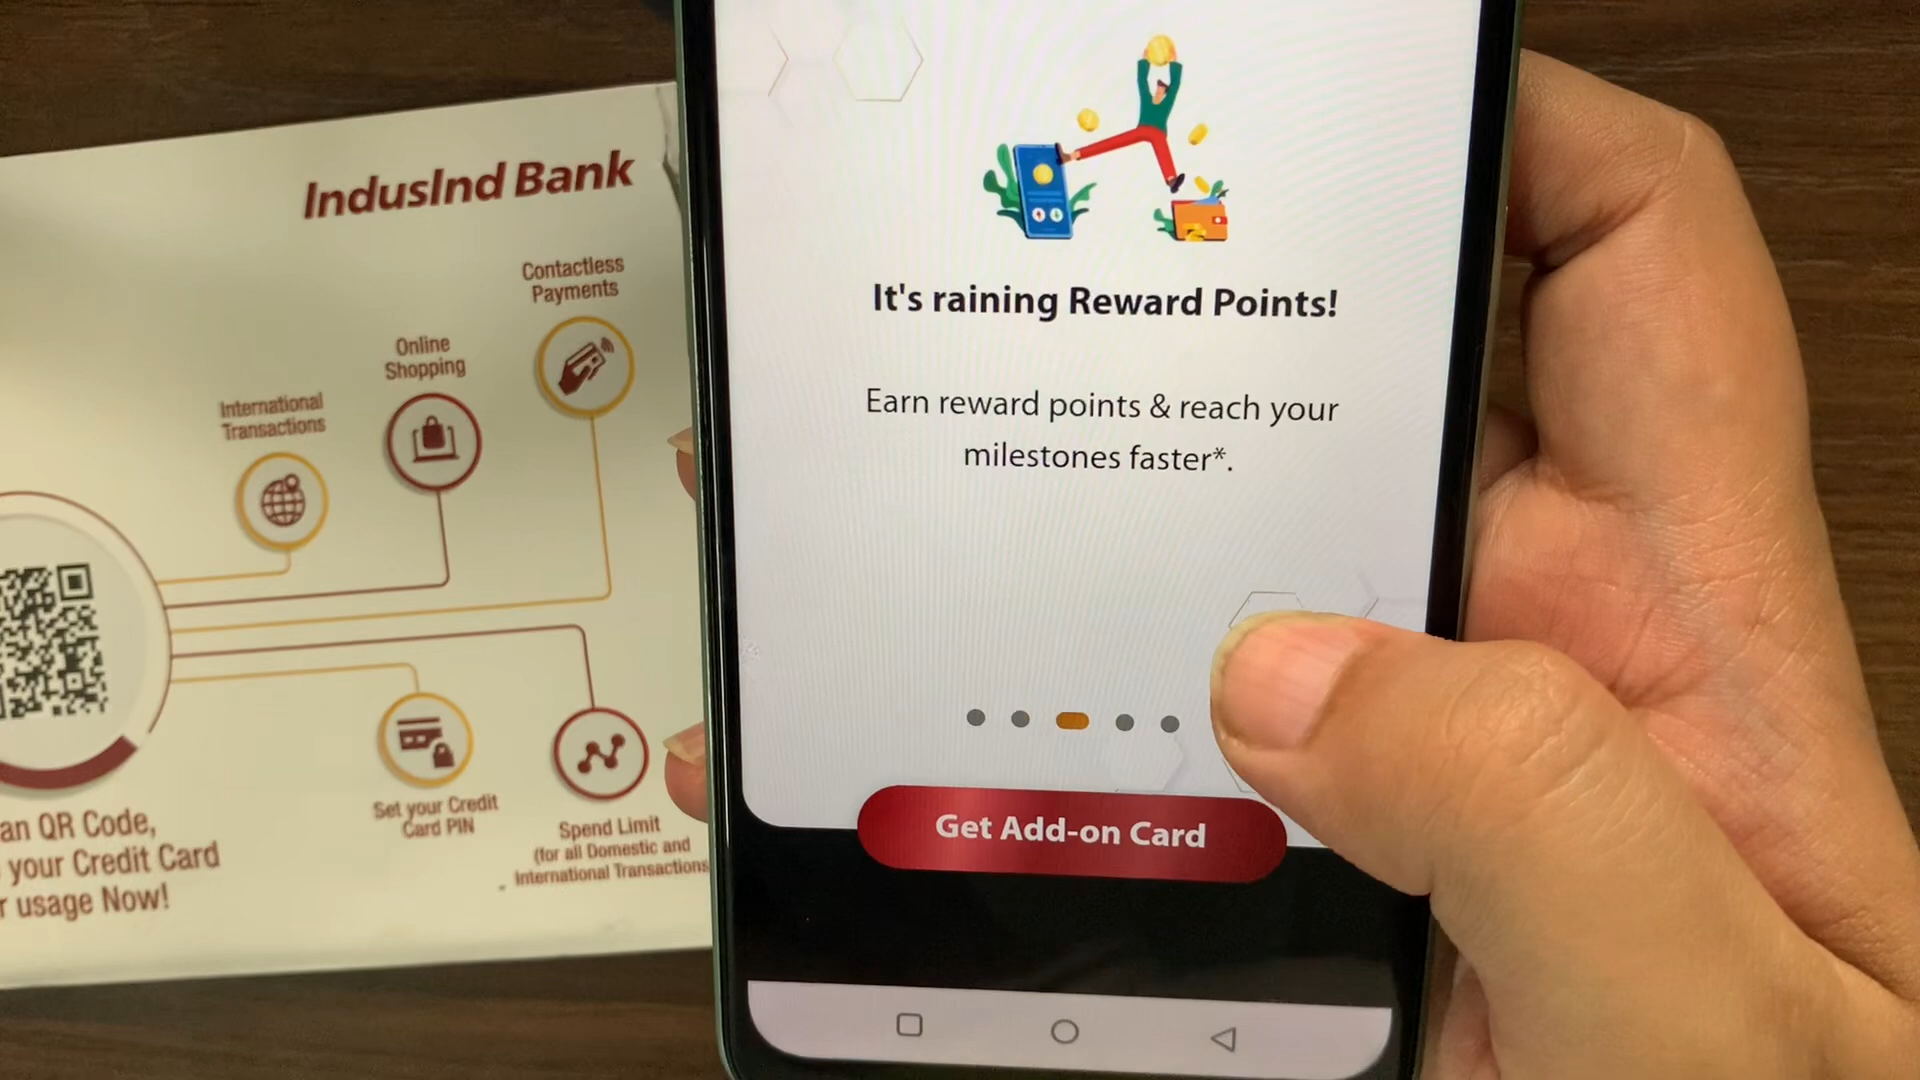 IndusInd Bank
Contactless
Payments
Online
Shopping
International
Transactions
Set your Credit
Card PIN
Spend Limit
(for all Domestic and
International Transactions
QR Code,
your Credit Card
usage Now!
It's raining Reward Points!
Earn reward points & reach your
milestones faster*.
Get Add-on Card